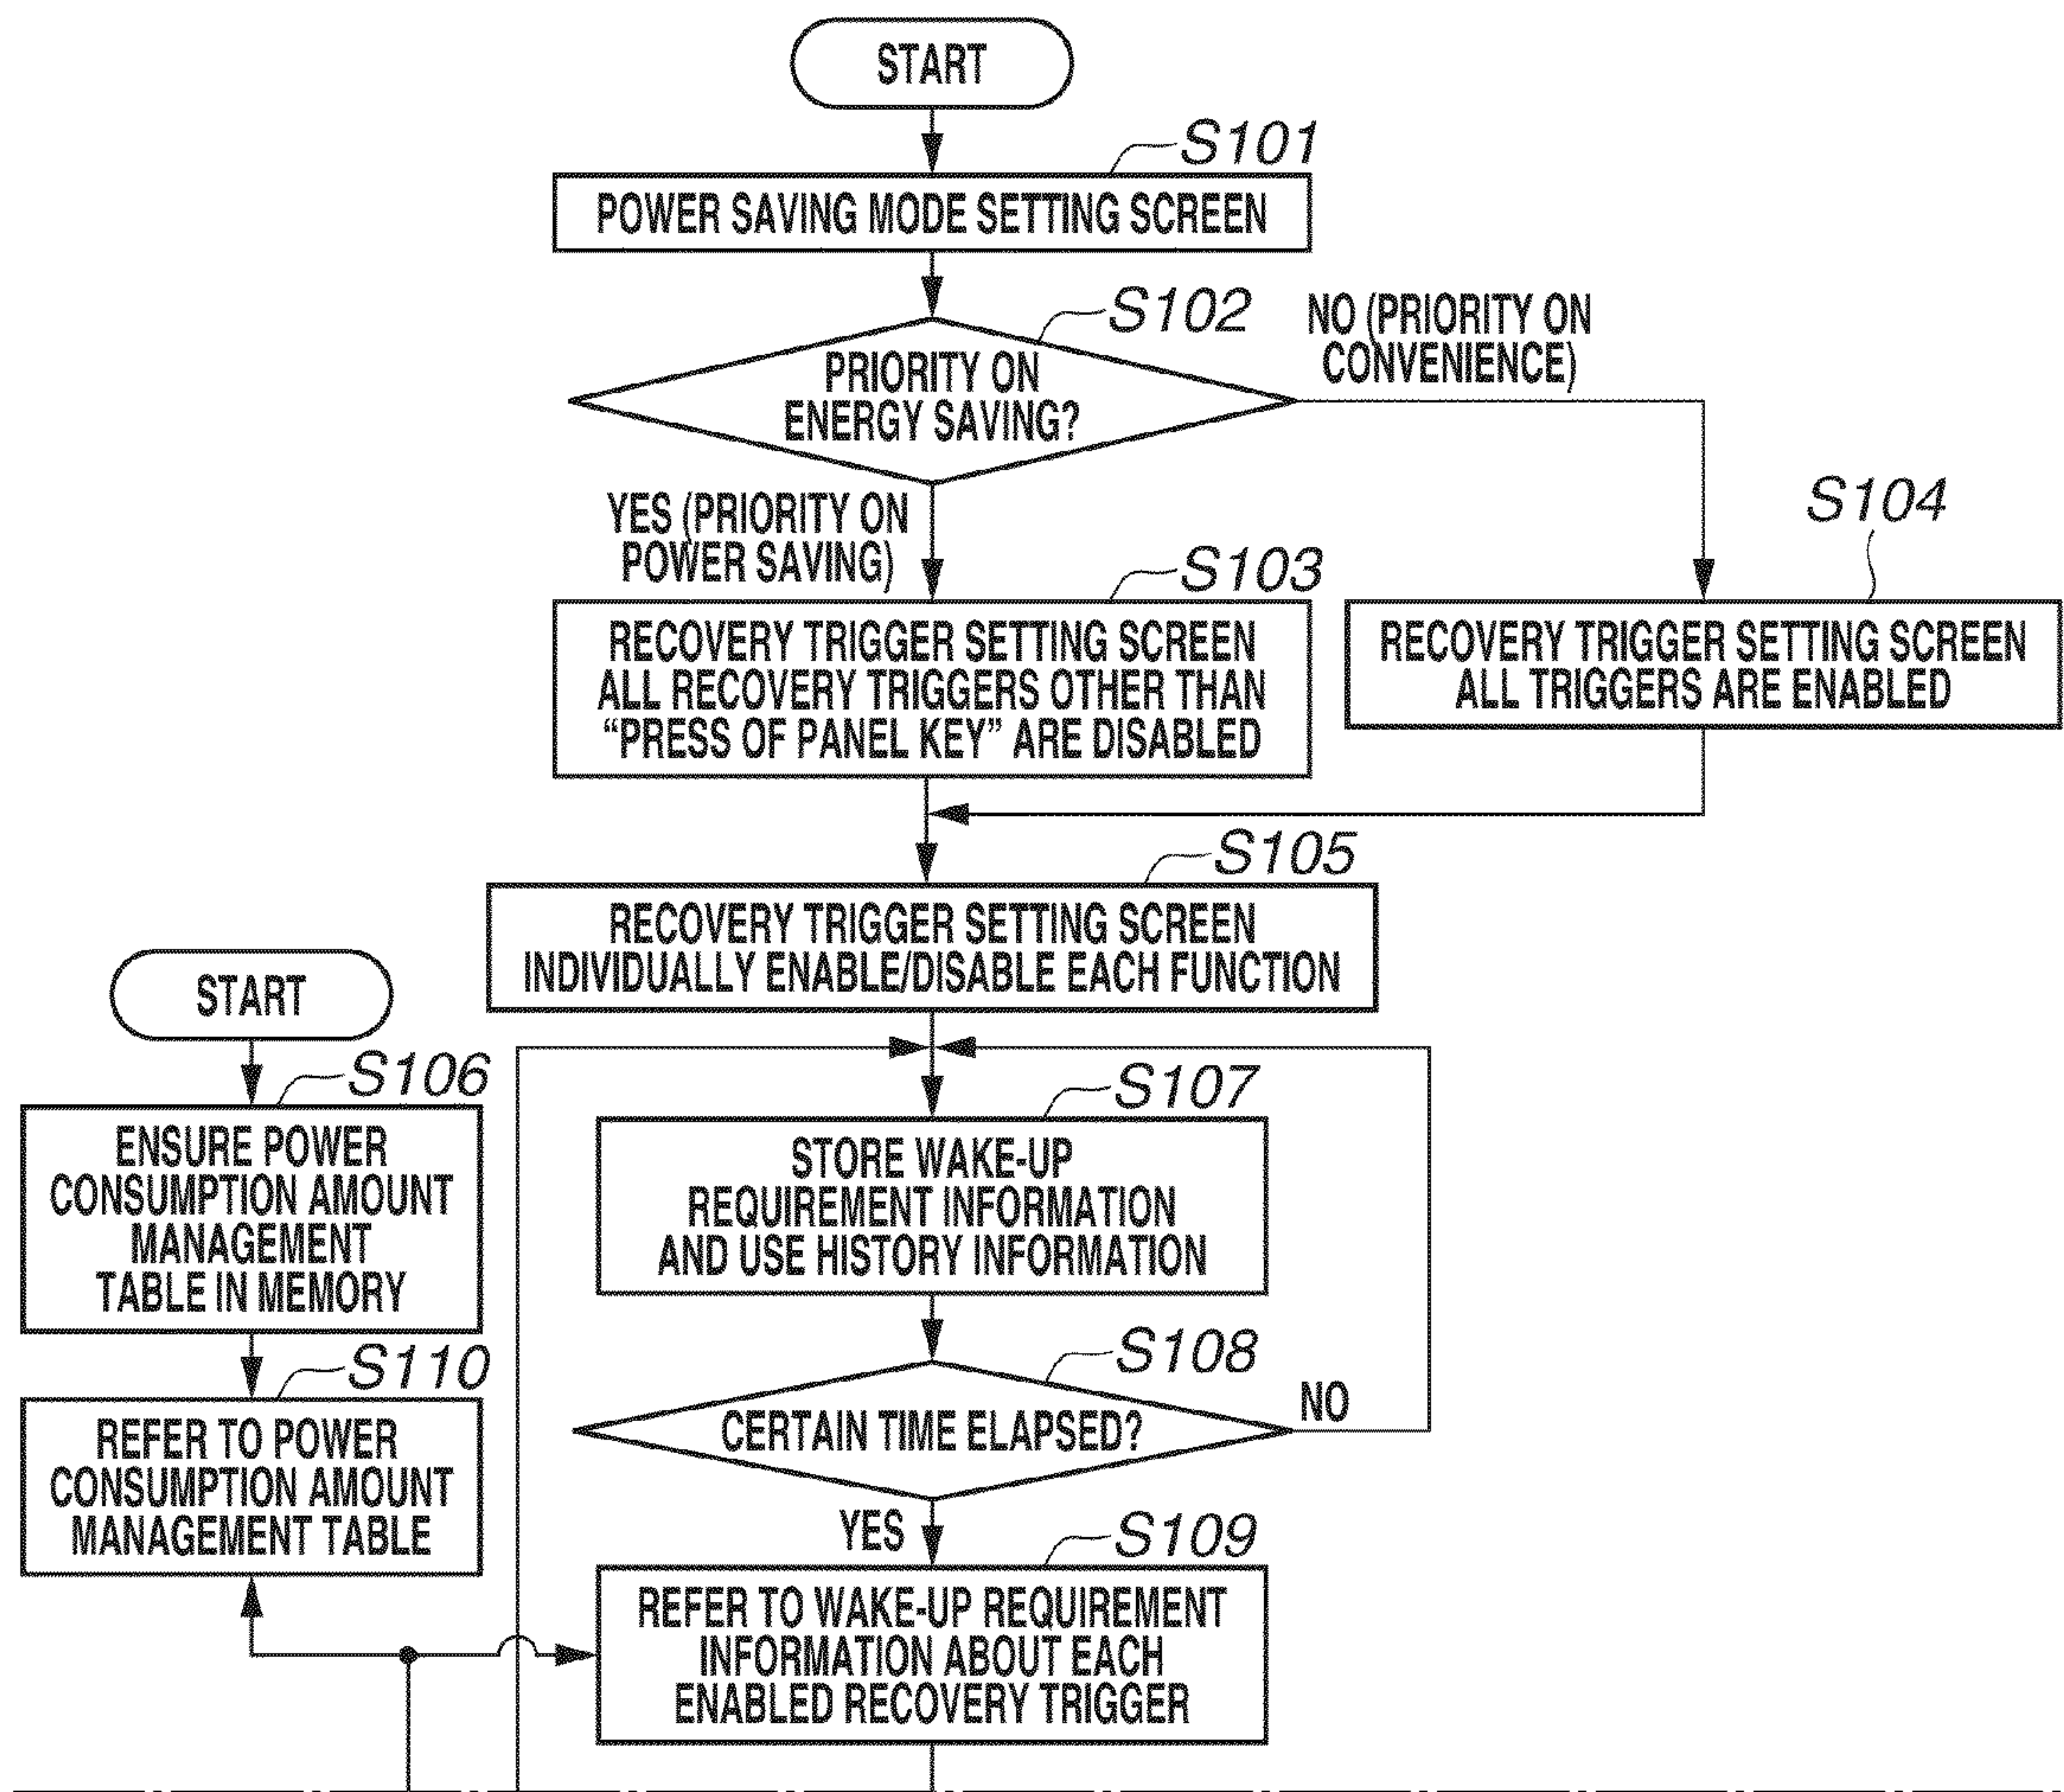 START
S101
POWER SAVING MODE SETTING SCREEN
S102
PRIORITY ON
ENERGY SAVING?
NO (PRIORITY ON
CONVENIENCE)
YES (PRIORITY ON
POWER SAVING)
S103
RECOVERY TRIGGER SETTING SCREEN
ALL RECOVERY TRIGGERS OTHER THAN
“PRESS OF PANEL KEY” ARE DISABLED
S104
RECOVERY TRIGGER SETTING SCREEN
ALL TRIGGERS ARE ENABLED
S105
RECOVERY TRIGGER SETTING SCREEN
INDIVIDUALLY ENABLE/DISABLE EACH FUNCTION
START
S106
ENSURE POWER
CONSUMPTION AMOUNT
MANAGEMENT
TABLE IN MEMORY
S110
REFER TO POWER
CONSUMPTION AMOUNT
MANAGEMENT TABLE
S107
STORE WAKE-UP
REQUIREMENT INFORMATION
AND USE HISTORY INFORMATION
S108
CERTAIN TIME ELAPSED?
NO
YES
S109
REFER TO WAKE-UP REQUIREMENT
INFORMATION ABOUT EACH
ENABLED RECOVERY TRIGGER